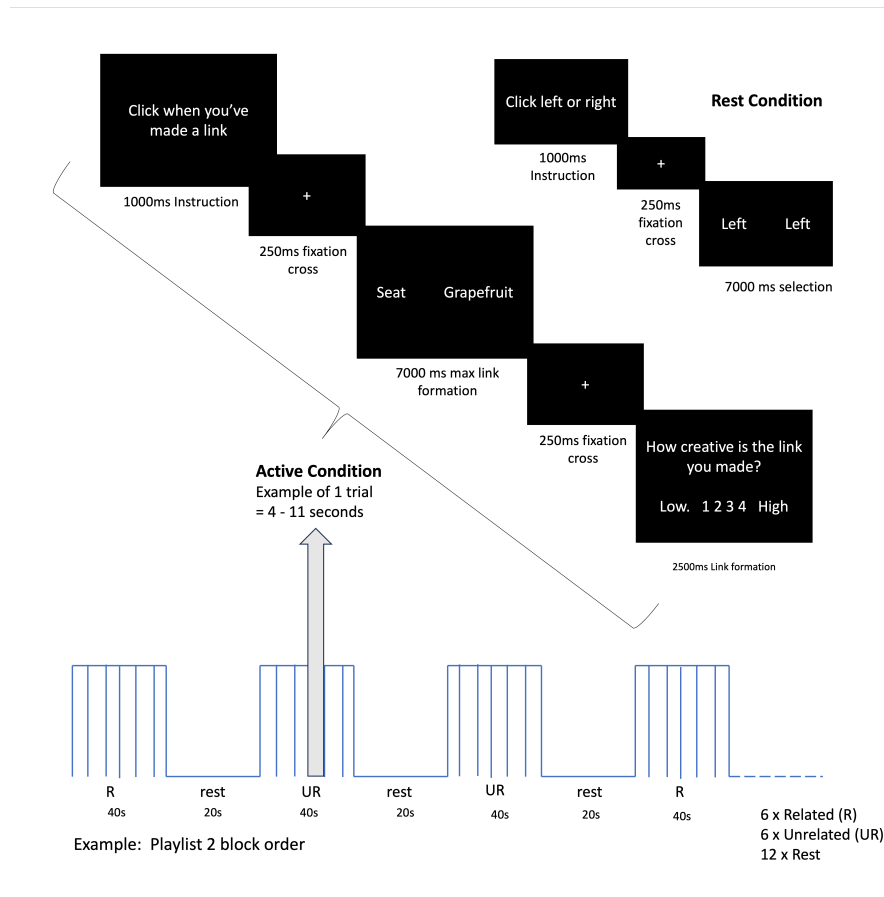 Click when you've
made a link
1000ms Instruction
+
250ms fixation
cross
Seat Grapefruit
7000 ms max link
formation
+
250ms fixation
cross
How creative is the link
you made?
Low. 1 2 3 4 High
2500ms Link formation
Click left or right
1000ms
Instruction
+
250ms
fixation
cross
Left Left
7000 ms selection
Rest Condition
Active Condition
Example of 1 trial
= 4 - 11 seconds
R rest UR rest UR rest R
40s 20s 40s 20s 40s 20s 40s
Example: Playlist 2 block order
6 x Related (R)
6 x Unrelated (UR)
12 x Rest